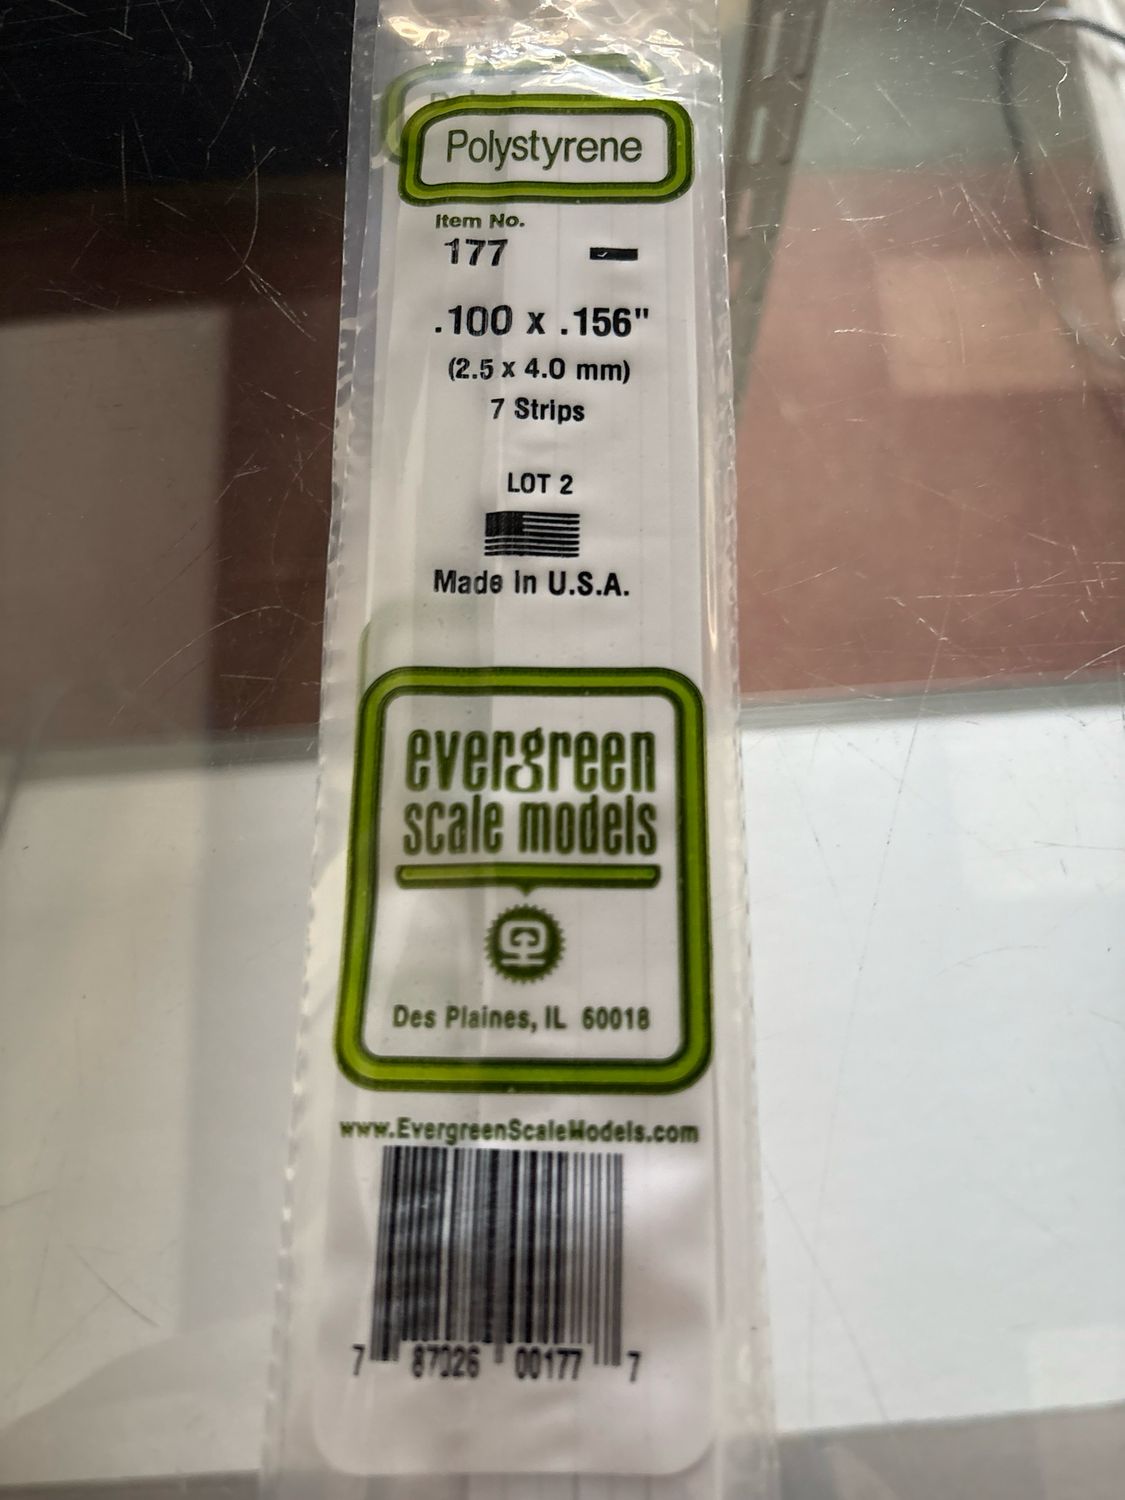 Polystyrene
Item No.
177
.100 x .156"
(2.5 x 4.0 mm)
7 Strips
LOT 2
Made in U.S.A.
evergreen
scale models
Des Plaines, IL 60018
www.EvergreenScaleModels.com
7 87026 00177 7